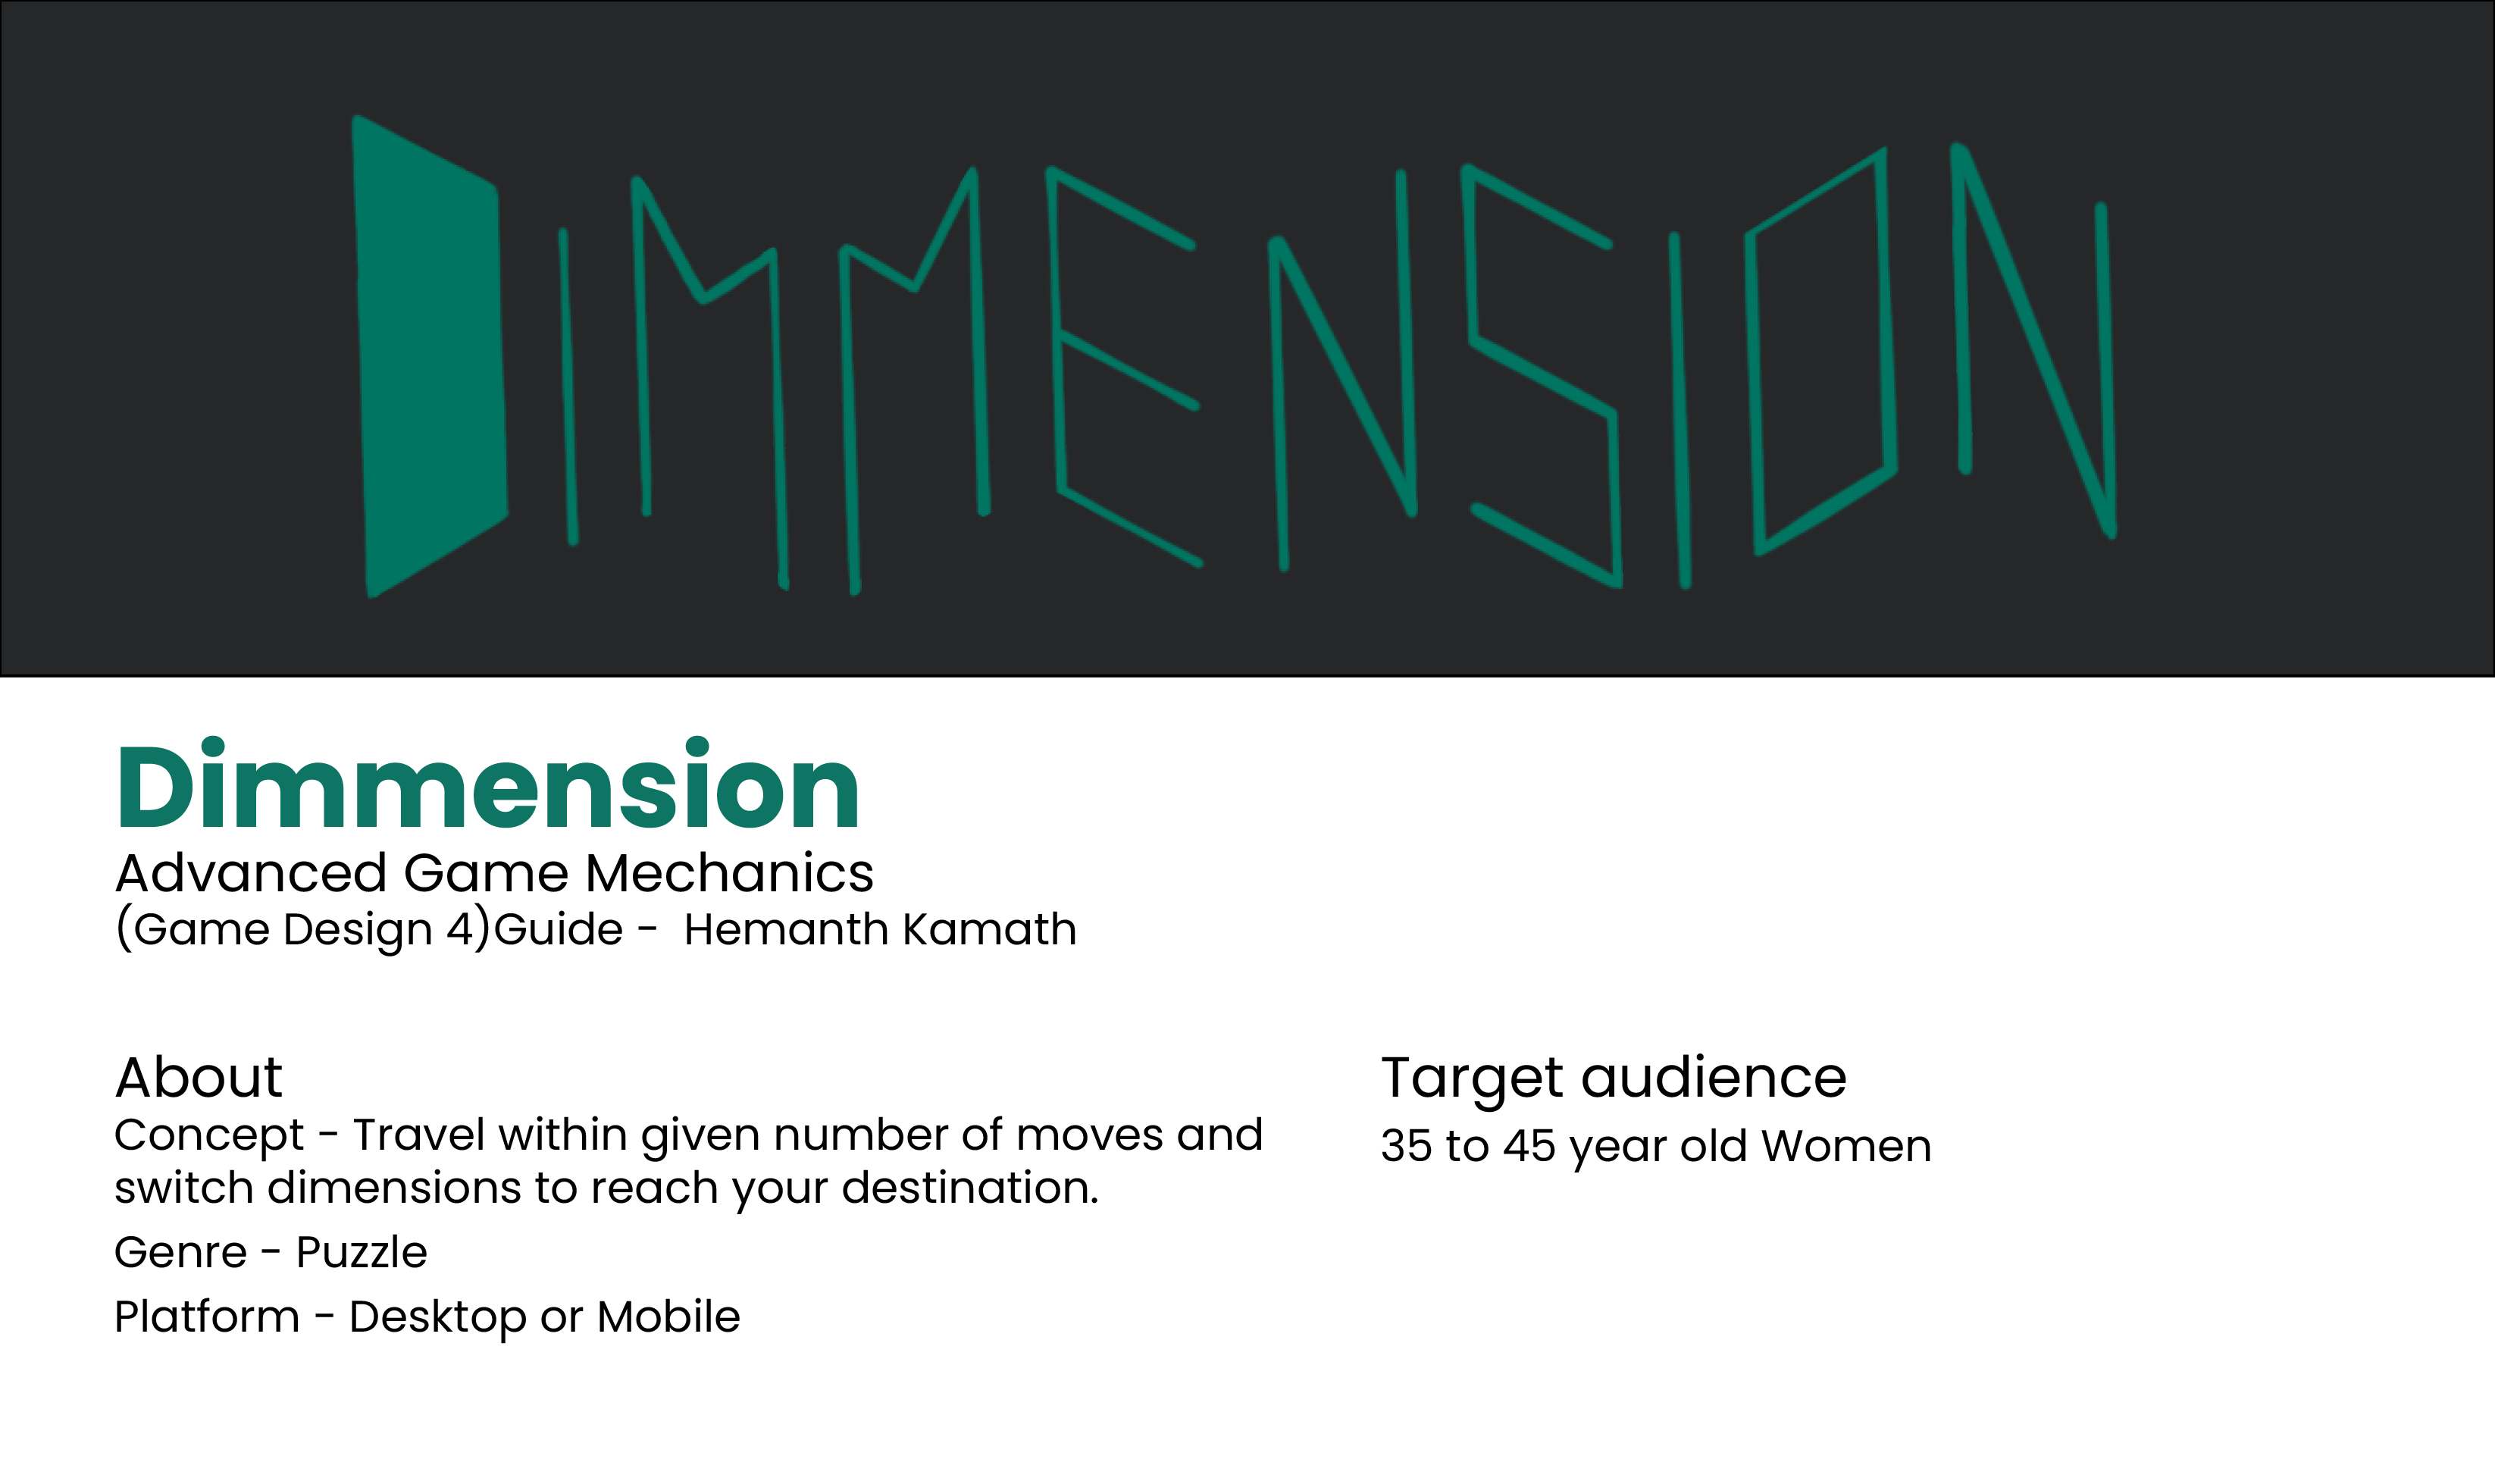 DIMMENSION
Dimmension
Advanced Game Mechanics
(Game Design 4)Guide - Hemanth Kamath
About
Concept - Travel within given number of moves and
switch dimensions to reach your destination.
Genre - Puzzle
Platform - Desktop or Mobile
Target audience
35 to 45 year old Women